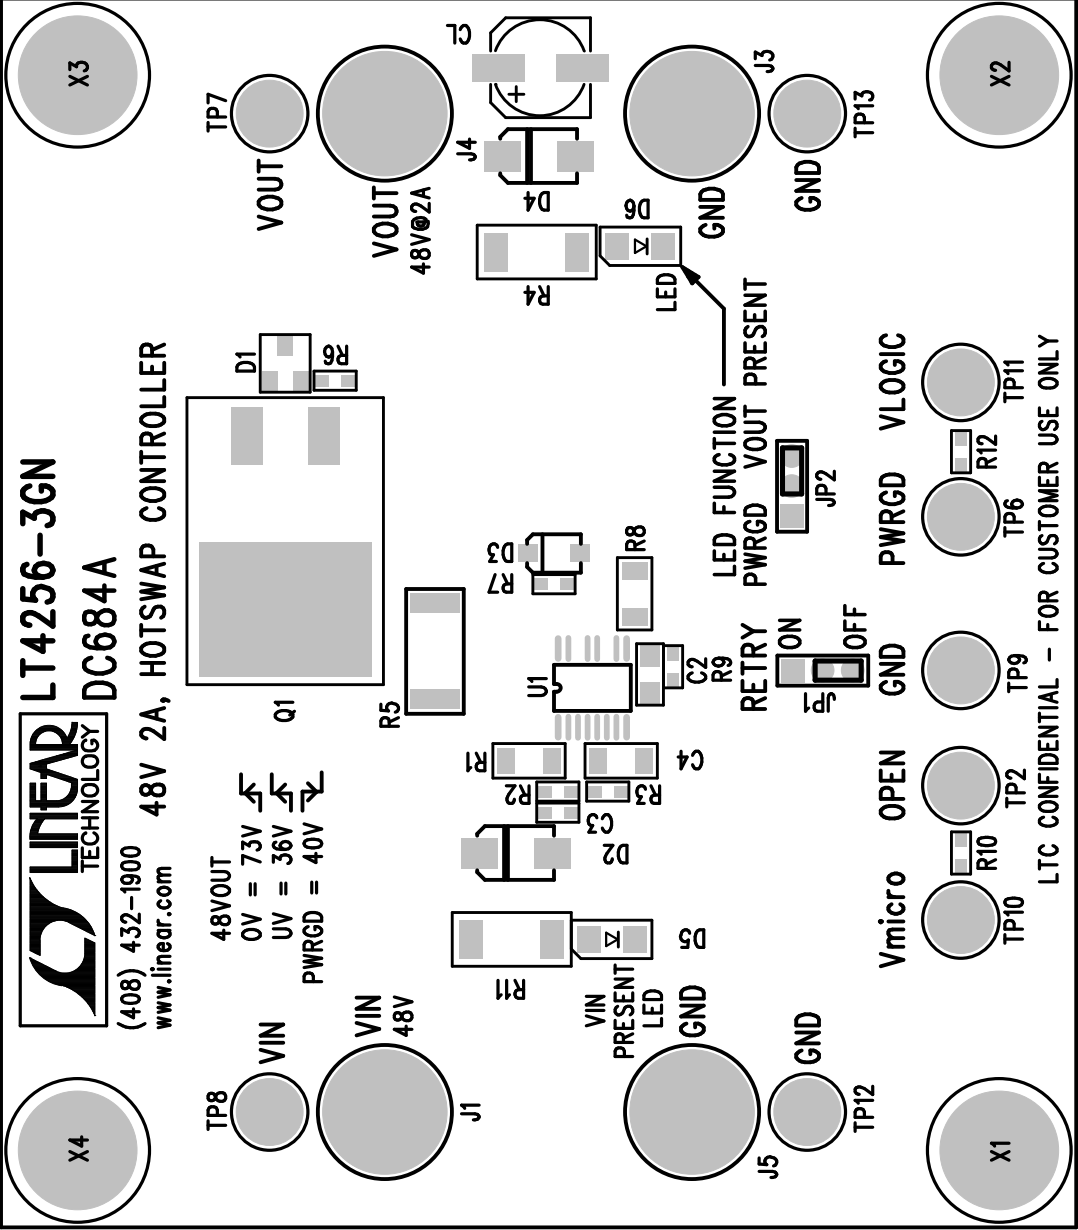 LINEAR
TECHNOLOGY
LT4256-3GN
DC684A
(408) 432-1900
www.linear.com
48V 2A, HOTSWAP CONTROLLER
48VOUT
OV = 73V
UV = 36V
PWRGD = 40V
X4
X3
TP8
VIN
TP7
VOUT
VIN
48V
J1
VOUT
48V@2A
J4
CL
+
D1
R6
Q1
R5
R4
D4
D6
LED
R11
D5
VIN
PRESENT
LED
D2
R1
R2
C3
R3
C4
U1
C2
R9
R7
D3
R8
LED FUNCTION
PWRGD VOUT PRESENT
JP2
RETRY
ON
OFF
JP1
GND
J5
GND
J3
GND
TP12
GND
TP13
Vmicro
TP10
R10
OPEN
TP2
GND
TP9
PWRGD
TP6
R12
VLOGIC
TP11
LTC CONFIDENTIAL - FOR CUSTOMER USE ONLY
X1
X2